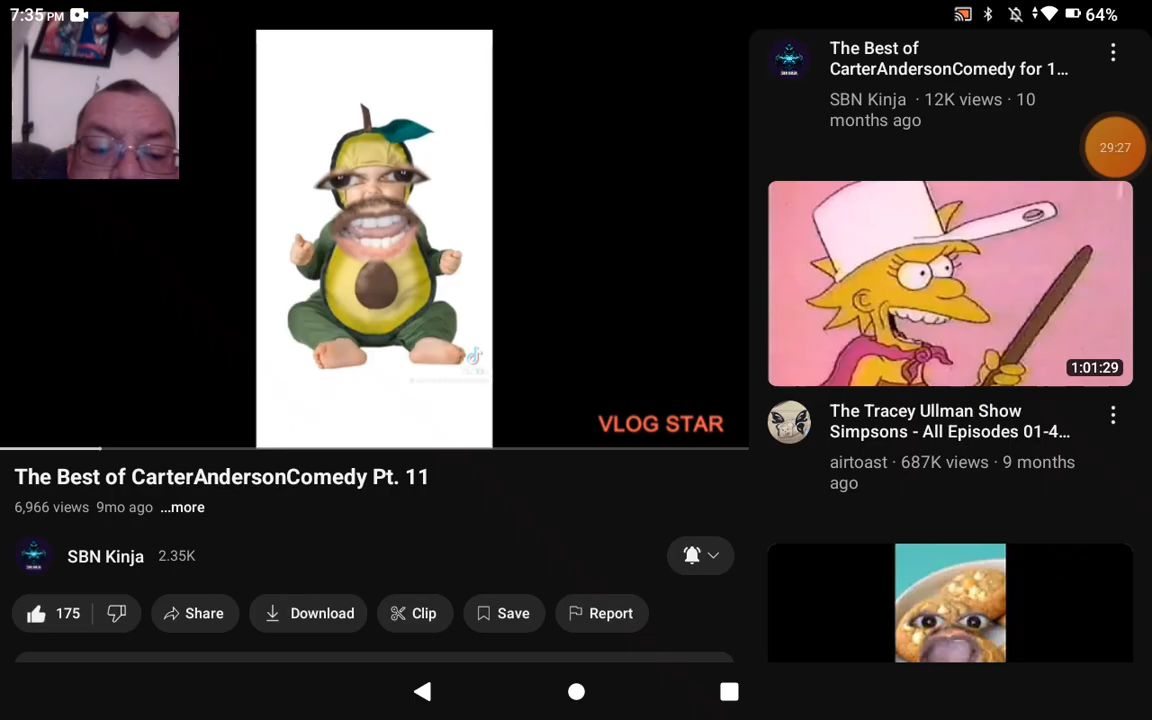 7:35 PM
64%
The Best of
CarterAndersonComedy for 1...
SBN Kinja · 12K views · 10
months ago
29:27
1:01:29
VLOG STAR
The Tracey Ullman Show
Simpsons - All Episodes 01-4...
airtoast · 687K views · 9 months
ago
The Best of CarterAndersonComedy Pt. 11
6,966 views 9mo ago ...more
SBN Kinja 2.35K
175 Share Download Clip Save Report